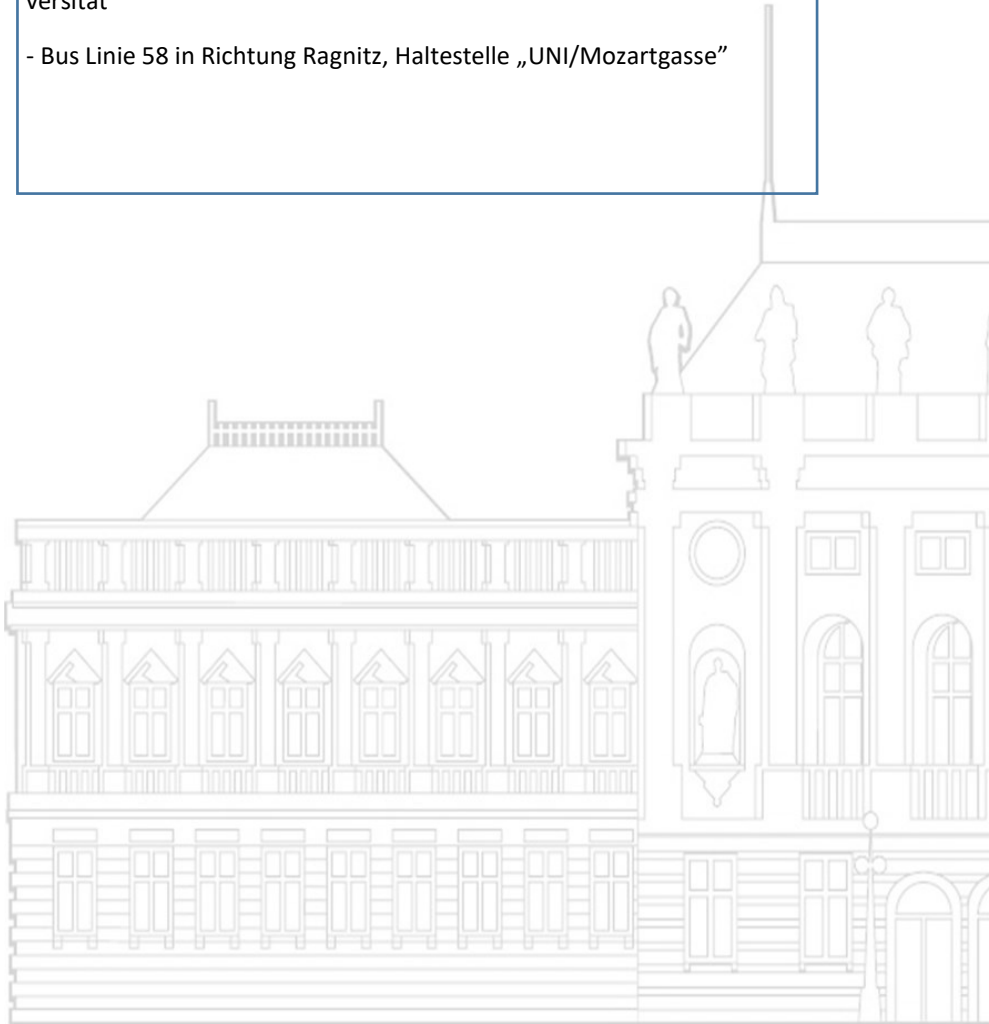 versität
- Bus Linie 58 in Richtung Ragnitz, Haltestelle „UNI/Mozartgasse”